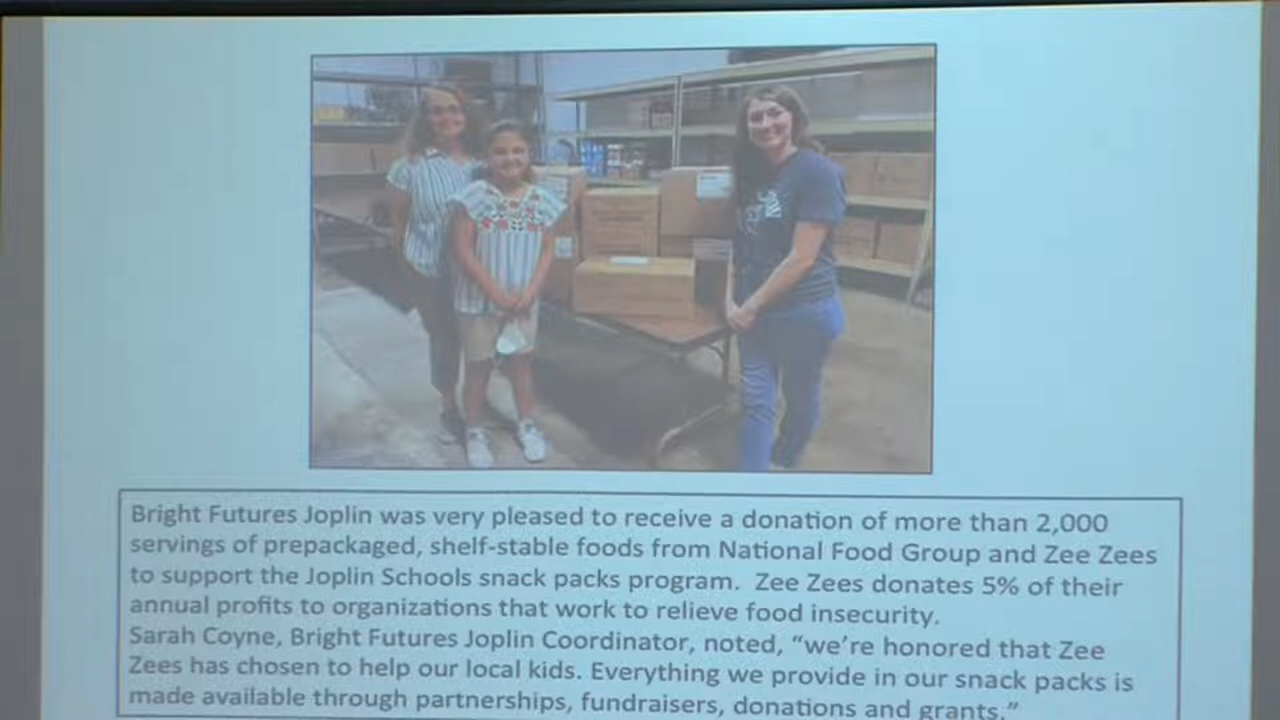 Bright Futures Joplin was very pleased to receive a donation of more than 2,000
servings of prepackaged, shelf-stable foods from National Food Group and Zee Zees
to support the Joplin Schools snack packs program.  Zee Zees donates 5% of their
annual profits to organizations that work to relieve food insecurity.
Sarah Coyne, Bright Futures Joplin Coordinator, noted, “we’re honored that Zee
Zees has chosen to help our local kids. Everything we provide in our snack packs is
made available through partnerships, fundraisers, donations and grants.”